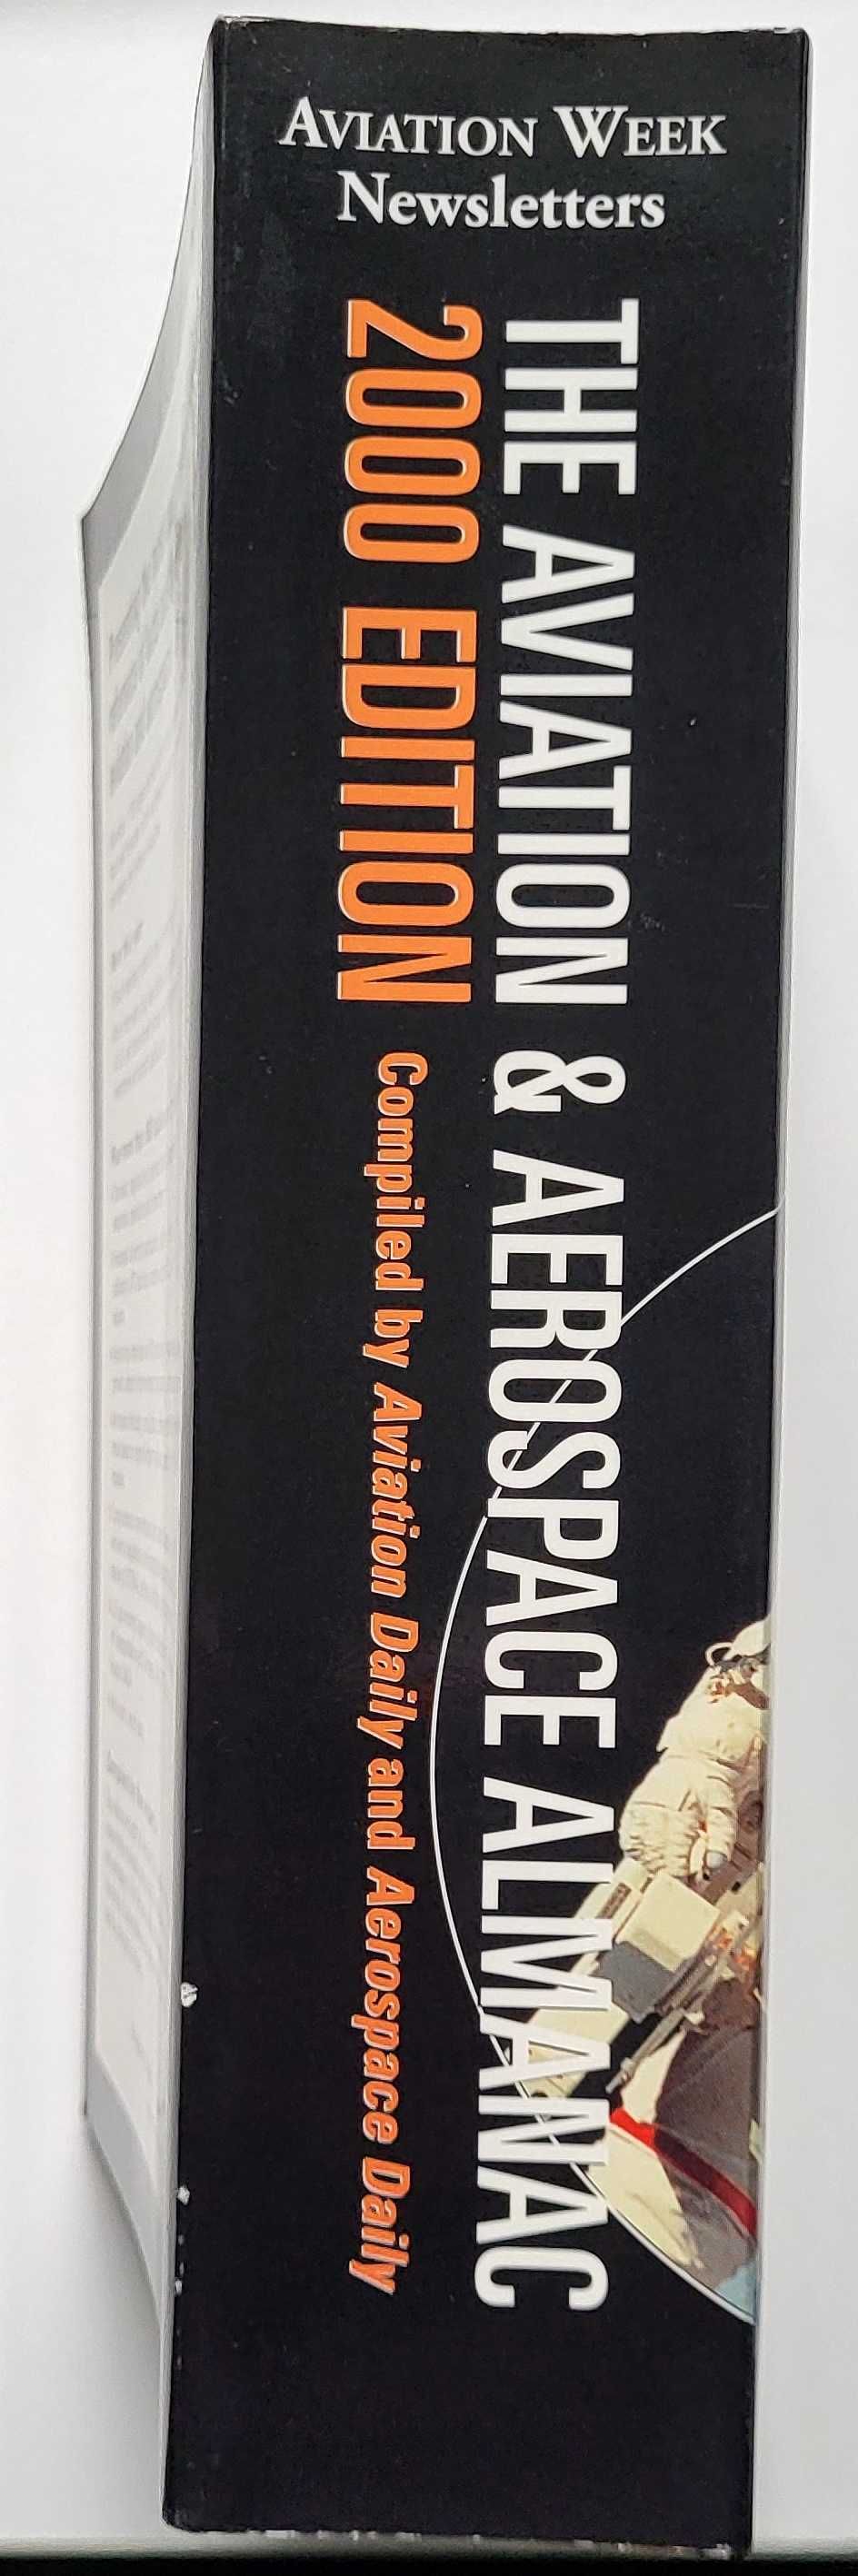 AVIATION WEEK
Newsletters
THE AVIATION & AEROSPACE ALMANAC
2000 EDITION Compiled by Aviation Daily and Aerospace Daily